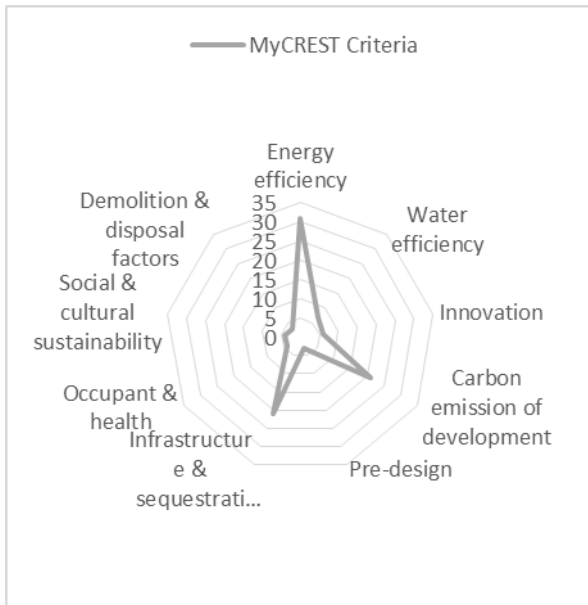 MyCREST Criteria
Energy
efficiency
Water
efficiency
Innovation
Carbon
emission of
development
Pre-design
Infrastructur
e &
sequestrati...
Occupant &
health
Social &
cultural
sustainability
Demolition &
disposal
factors
35
30
25
20
15
10
5
0